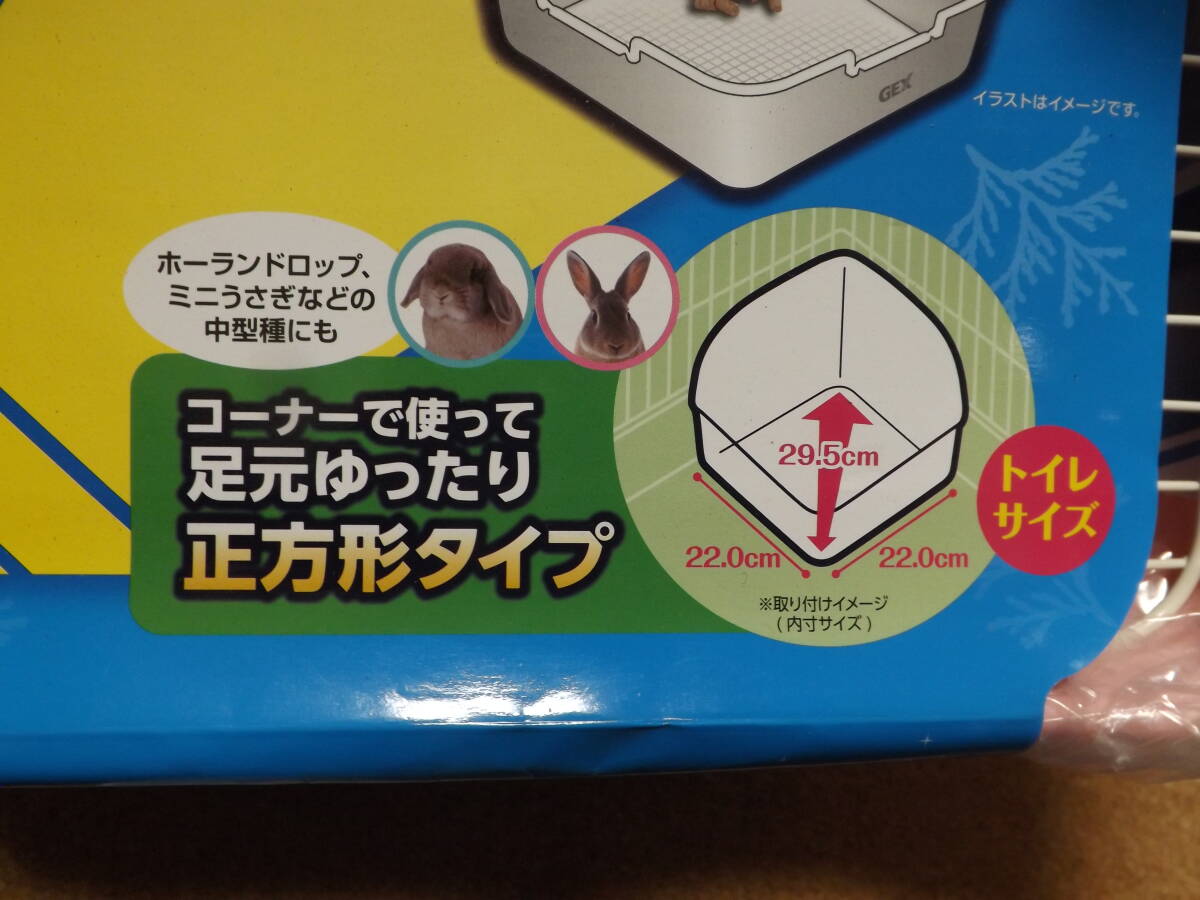 GEX
イラストはイメージです。
ホーランドロップ、
ミニうさぎなどの
中型種にも
コーナーで使って
足元ゆったり
正方形タイプ
29.5cm
22.0cm
22.0cm
トイレ
サイズ
※取り付けイメージ
(内寸サイズ)